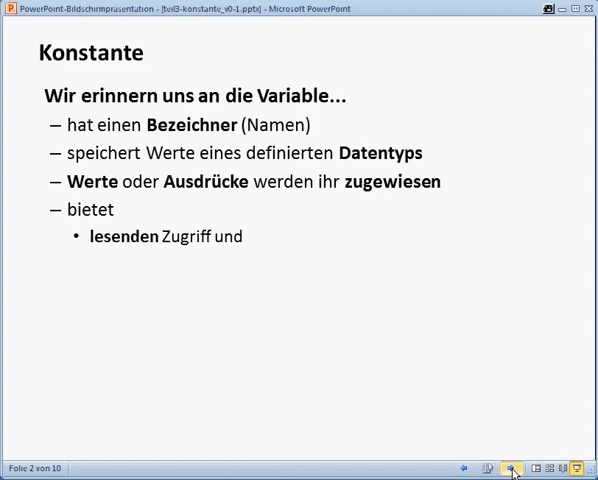 PowerPoint-Bildschirmpräsentation - [teil3-konstante_v0-1.pptx] - Microsoft PowerPoint
Konstante
Wir erinnern uns an die Variable...
– hat einen Bezeichner (Namen)
– speichert Werte eines definierten Datentyps
– Werte oder Ausdrücke werden ihr zugewiesen
– bietet
• lesenden Zugriff und
Folie 2 von 10